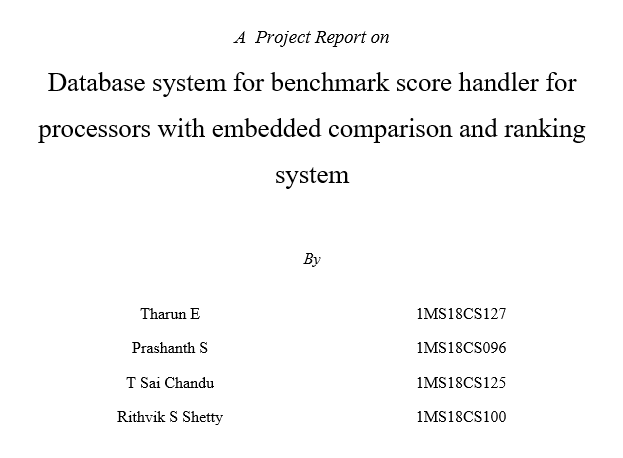 A Project Report on
Database system for benchmark score handler for
processors with embedded comparison and ranking
system
By
Tharun E 1MS18CS127
Prashanth S 1MS18CS096
T Sai Chandu 1MS18CS125
Rithvik S Shetty 1MS18CS100